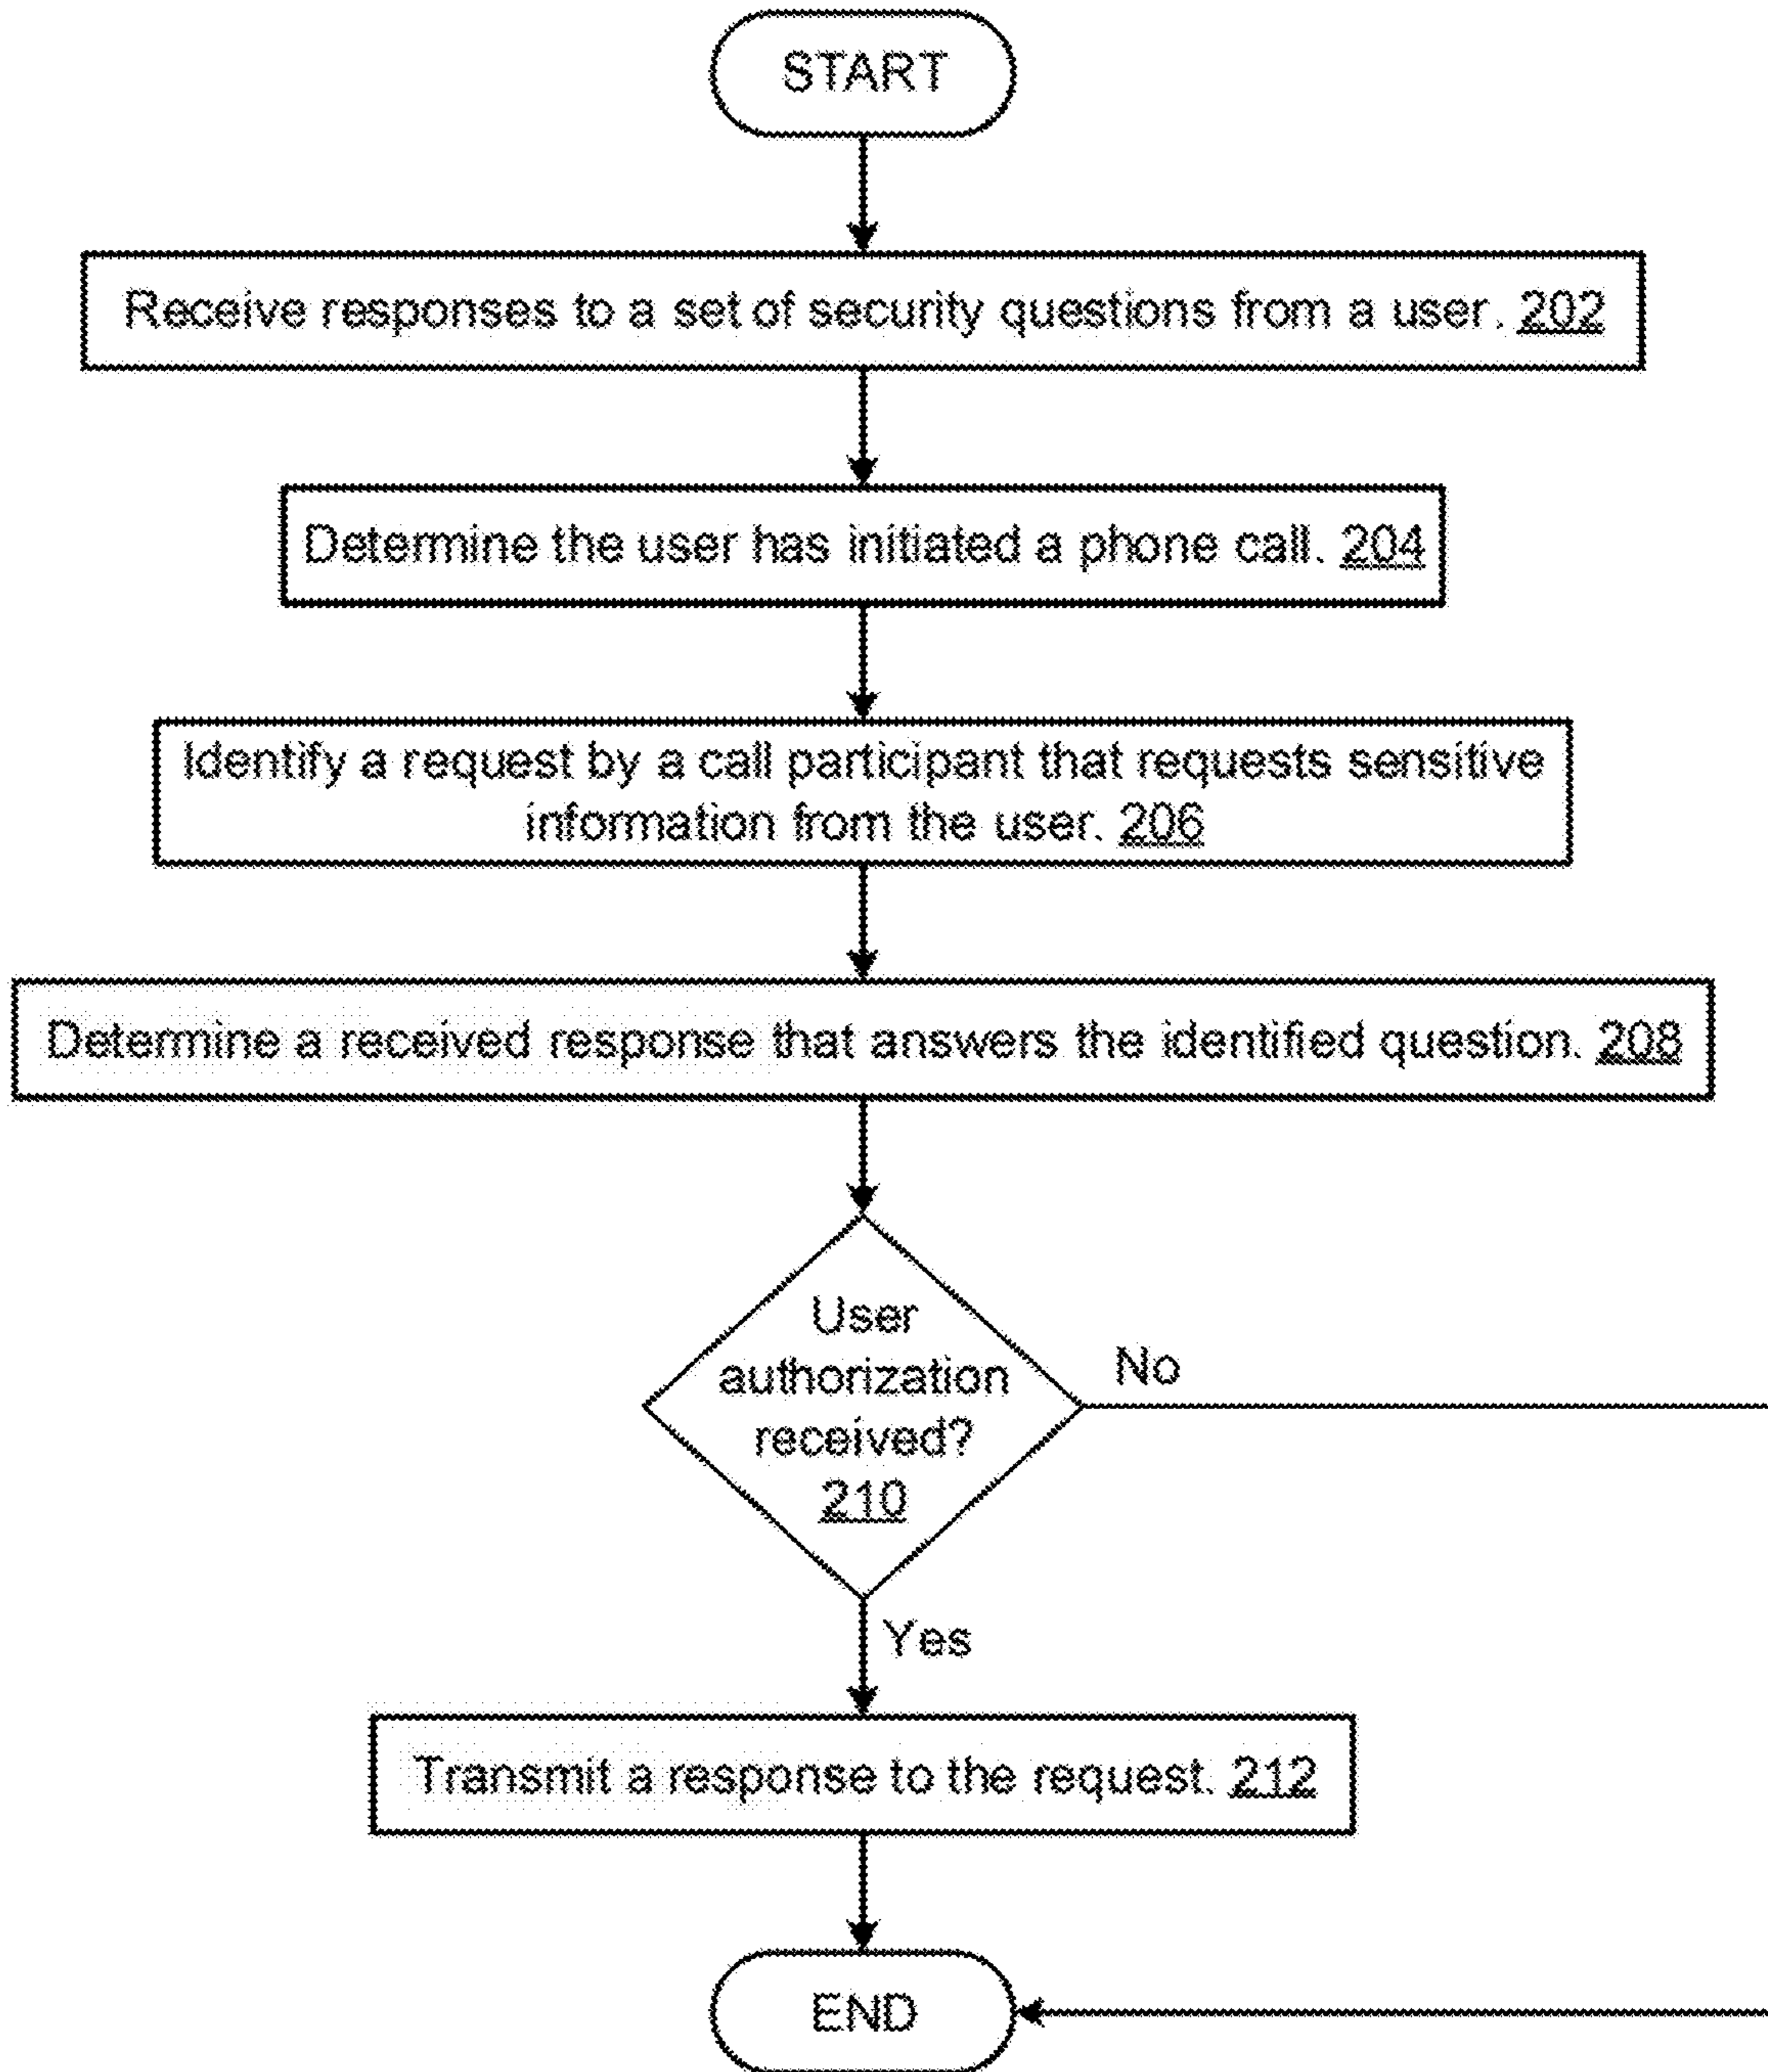 START
Receive responses to a set of security questions from a user. 202
Determine the user has initiated a phone call. 204
Identify a request by a call participant that requests sensitive
information from the user. 206
Determine a received response that answers the identified question. 208
User
authorization
received?
210
No
Yes
Transmit a response to the request. 212
END